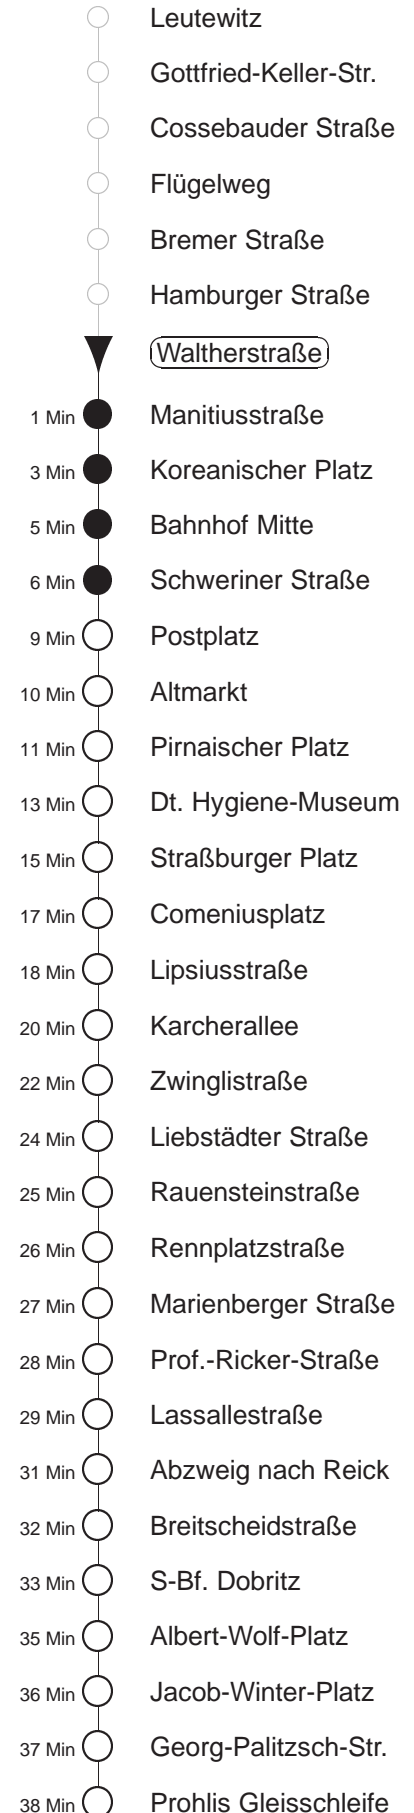 Leutewitz
Gottfried-Keller-Str.
Cossebauder Straße
Flügelweg
Bremer Straße
Hamburger Straße
Waltherstraße
1 Min Manitiusstraße
3 Min Koreanischer Platz
5 Min Bahnhof Mitte
6 Min Schweriner Straße
9 Min Postplatz
10 Min Altmarkt
11 Min Pirnaischer Platz
13 Min Dt. Hygiene-Museum
15 Min Straßburger Platz
17 Min Comeniusplatz
18 Min Lipsiusstraße
20 Min Karcherallee
22 Min Zwinglistraße
24 Min Liebstädter Straße
25 Min Rauensteinstraße
26 Min Rennplatzstraße
27 Min Marienberger Straße
28 Min Prof.-Ricker-Straße
29 Min Lassallestraße
31 Min Abzweig nach Reick
32 Min Breitscheidstraße
33 Min S-Bf. Dobritz
35 Min Albert-Wolf-Platz
36 Min Jacob-Winter-Platz
37 Min Georg-Palitzsch-Str.
38 Min Prohlis Gleisschleife